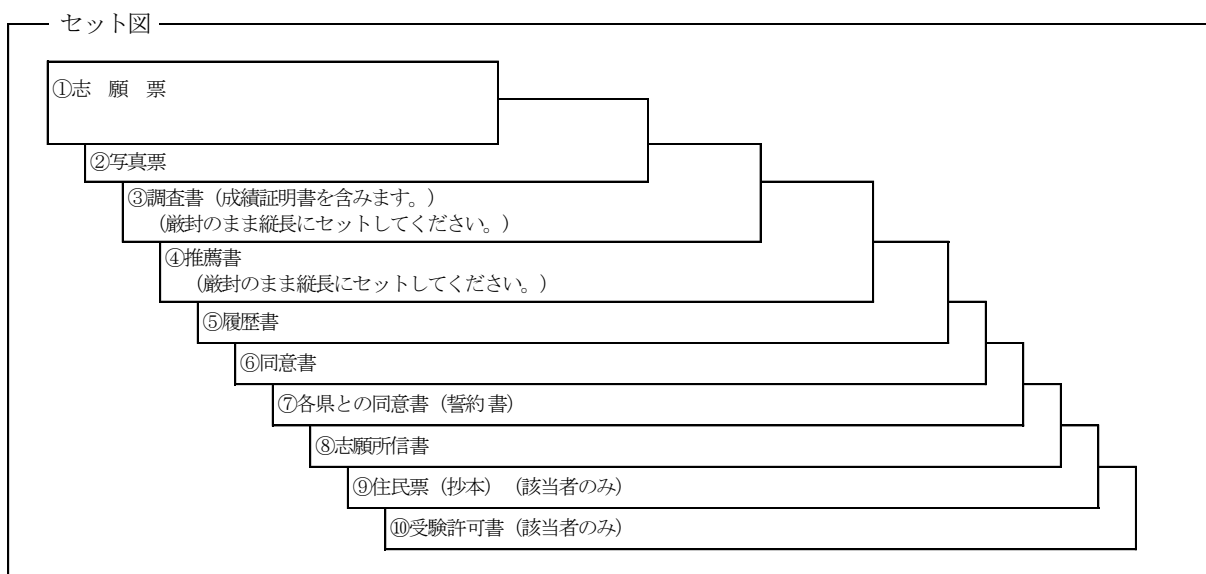 セット図
①志　願　票
②写真票
③調査書（成績証明書を含みます。）
（厳封のまま縦長にセットしてください。）
④推薦書
（厳封のまま縦長にセットしてください。）
⑤履歴書
⑥同意書
⑦各県との同意書（誓約書）
⑧志願所信書
⑨住民票（抄本）（該当者のみ）
⑩受験許可書（該当者のみ）